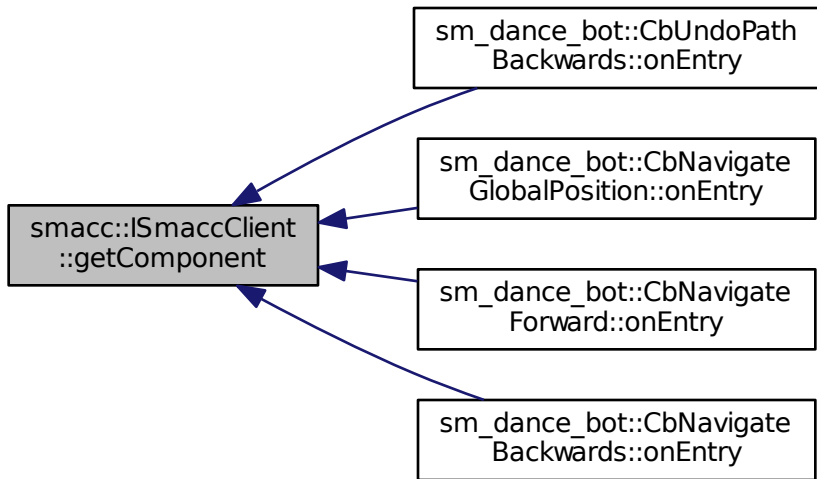 smacc::ISmaccClient
::getComponent
sm_dance_bot::CbUndoPath
Backwards::onEntry
sm_dance_bot::CbNavigate
GlobalPosition::onEntry
sm_dance_bot::CbNavigate
Forward::onEntry
sm_dance_bot::CbNavigate
Backwards::onEntry